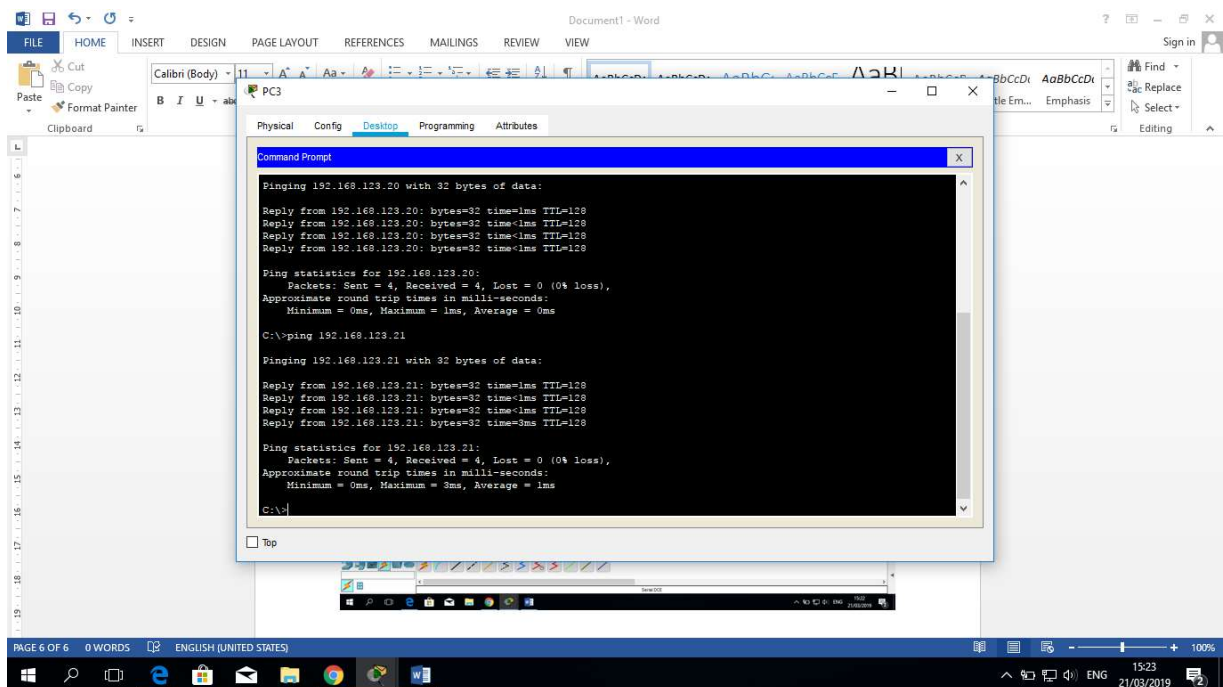 Document1 - Word
FILE HOME INSERT DESIGN PAGE LAYOUT REFERENCES MAILINGS REVIEW VIEW Sign in
Cut
Copy
Format Painter
Paste
Clipboard
Calibri (Body) 11
B I U
AaBbCcDc
Emphasis
Find
Replace
Select
Editing
PC3
Physical Config Desktop Programming Attributes
Command Prompt X
Pinging 192.168.123.20 with 32 bytes of data:
Reply from 192.168.123.20: bytes=32 time=1ms TTL=128
Reply from 192.168.123.20: bytes=32 time<1ms TTL=128
Reply from 192.168.123.20: bytes=32 time<1ms TTL=128
Reply from 192.168.123.20: bytes=32 time<1ms TTL=128
Ping statistics for 192.168.123.20:
Packets: Sent = 4, Received = 4, Lost = 0 (0% loss),
Approximate round trip times in milli-seconds:
Minimum = 0ms, Maximum = 1ms, Average = 0ms
C:\>ping 192.168.123.21
Pinging 192.168.123.21 with 32 bytes of data:
Reply from 192.168.123.21: bytes=32 time=1ms TTL=128
Reply from 192.168.123.21: bytes=32 time<1ms TTL=128
Reply from 192.168.123.21: bytes=32 time<1ms TTL=128
Reply from 192.168.123.21: bytes=32 time=3ms TTL=128
Ping statistics for 192.168.123.21:
Packets: Sent = 4, Received = 4, Lost = 0 (0% loss),
Approximate round trip times in milli-seconds:
Minimum = 0ms, Maximum = 3ms, Average = 1ms
C:\>
Top
PAGE 6 OF 6 0 WORDS ENGLISH (UNITED STATES) 100%
ENG 15:23
21/03/2019